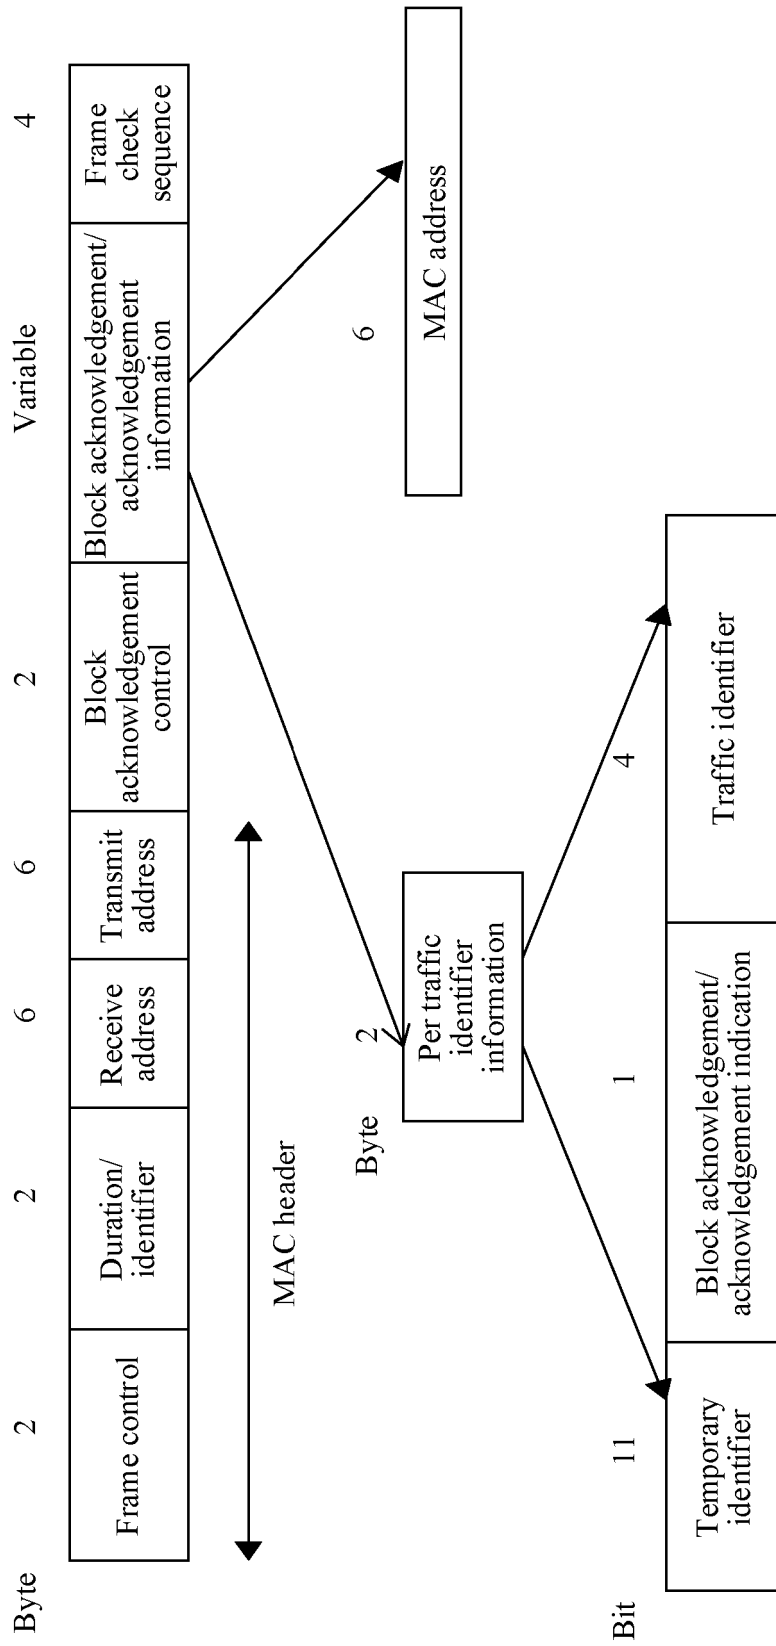 Byte 2 2 6 6 2 Variable 4
Frame control
Duration/
identifier
Receive
address
Transmit
address
Block
acknowledgement
control
Block acknowledgement/
acknowledgement
information
Frame
check
sequence
MAC header
Byte 2
6
Per traffic
identifier
information
MAC address
Bit 11 1 4
Temporary
identifier
Block acknowledgement/
acknowledgement indication
Traffic identifier